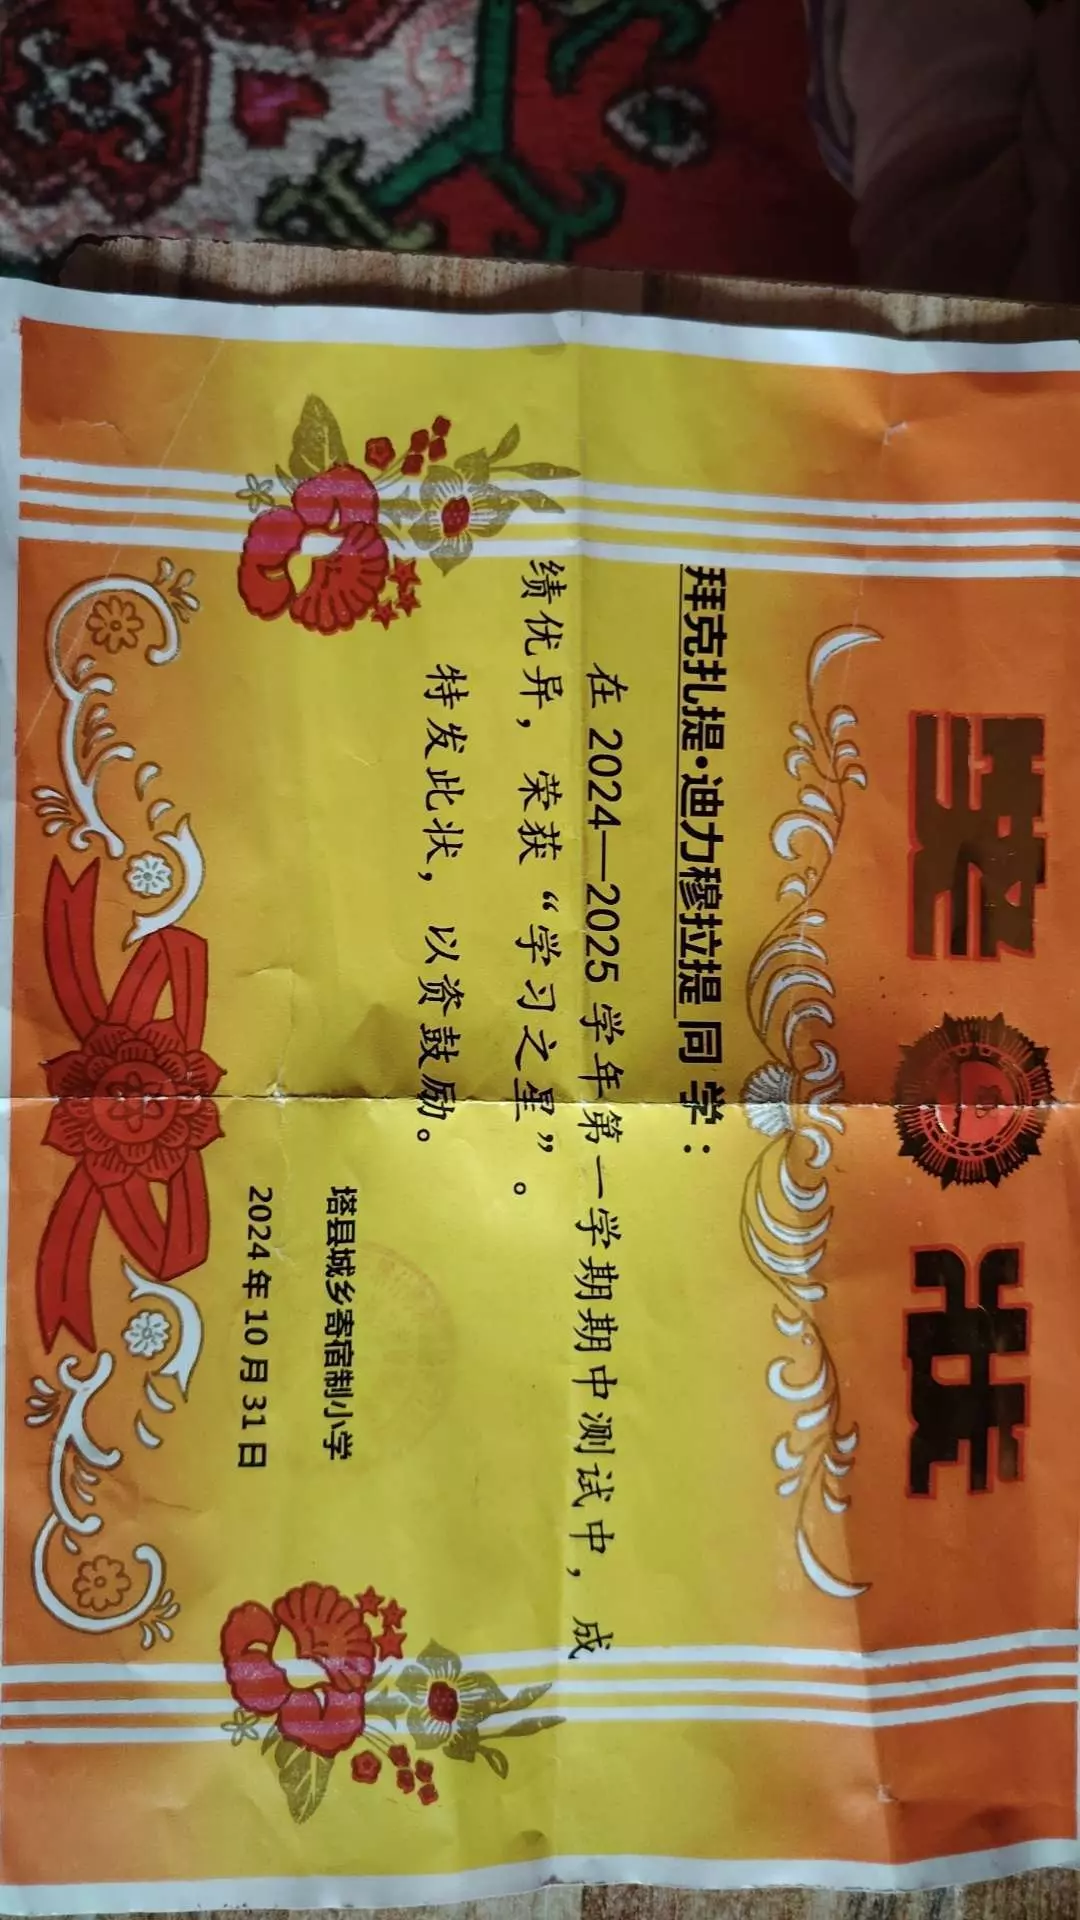 奖状
拜克扎提·迪力穆拉提 同学：
在 2024—2025 学年第一学期期中测试中，成
绩优异，荣获“学习之星”。
特发此状，以资鼓励。
塔县城乡寄宿制小学
2024 年 10 月 31 日